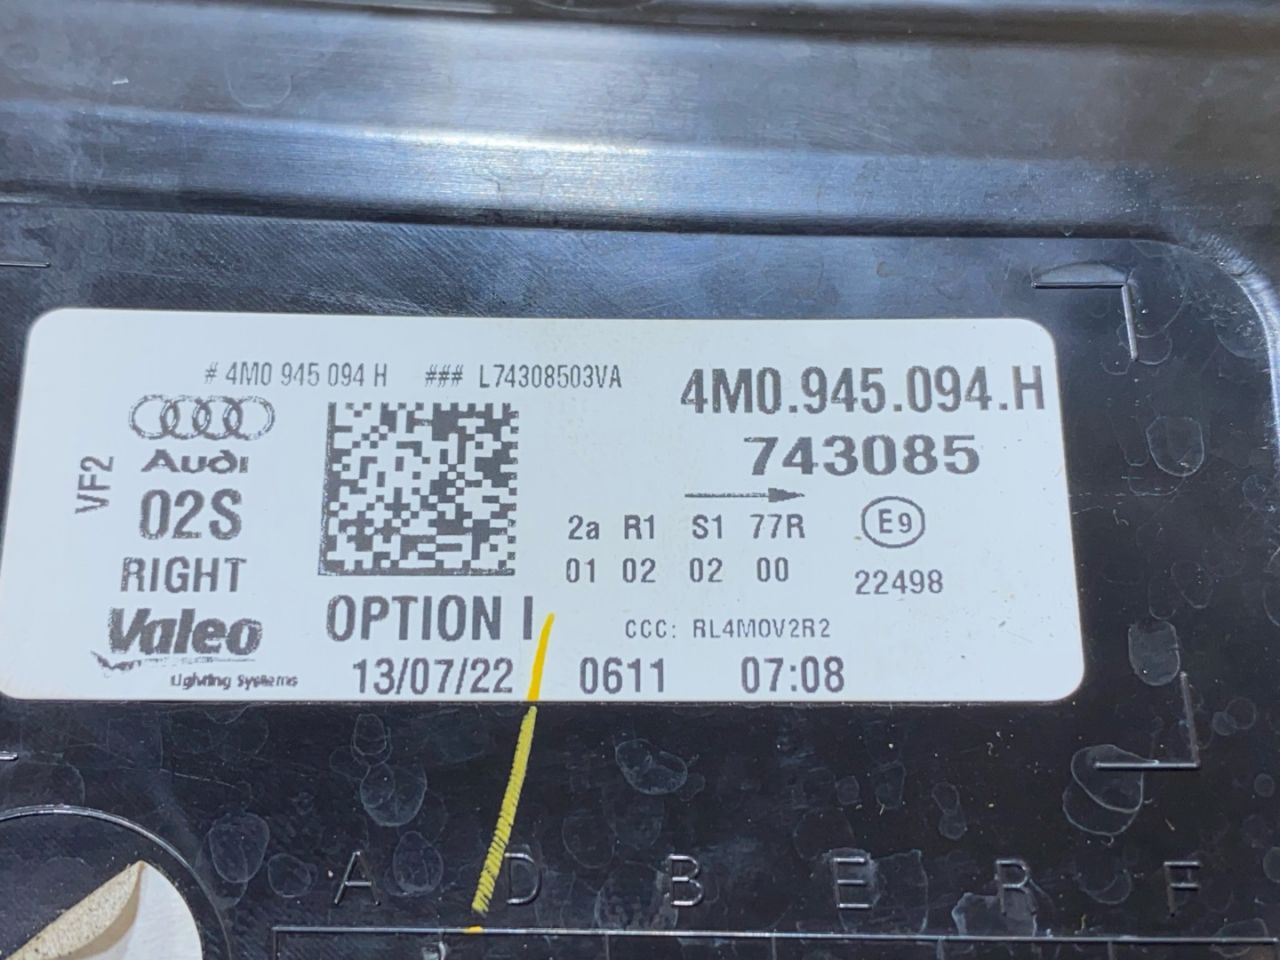 # 4M0 945 094 H ### L74308503VA
4M0.945.094.H
743085
Audi
VF2
02S
RIGHT
Valeo
Lighting Systems
OPTION I
2a R1 S1 77R
01 02 02 00
E9
22498
CCC: RL4M0V2R2
13/07/22 0611 07:08
A D B E R F